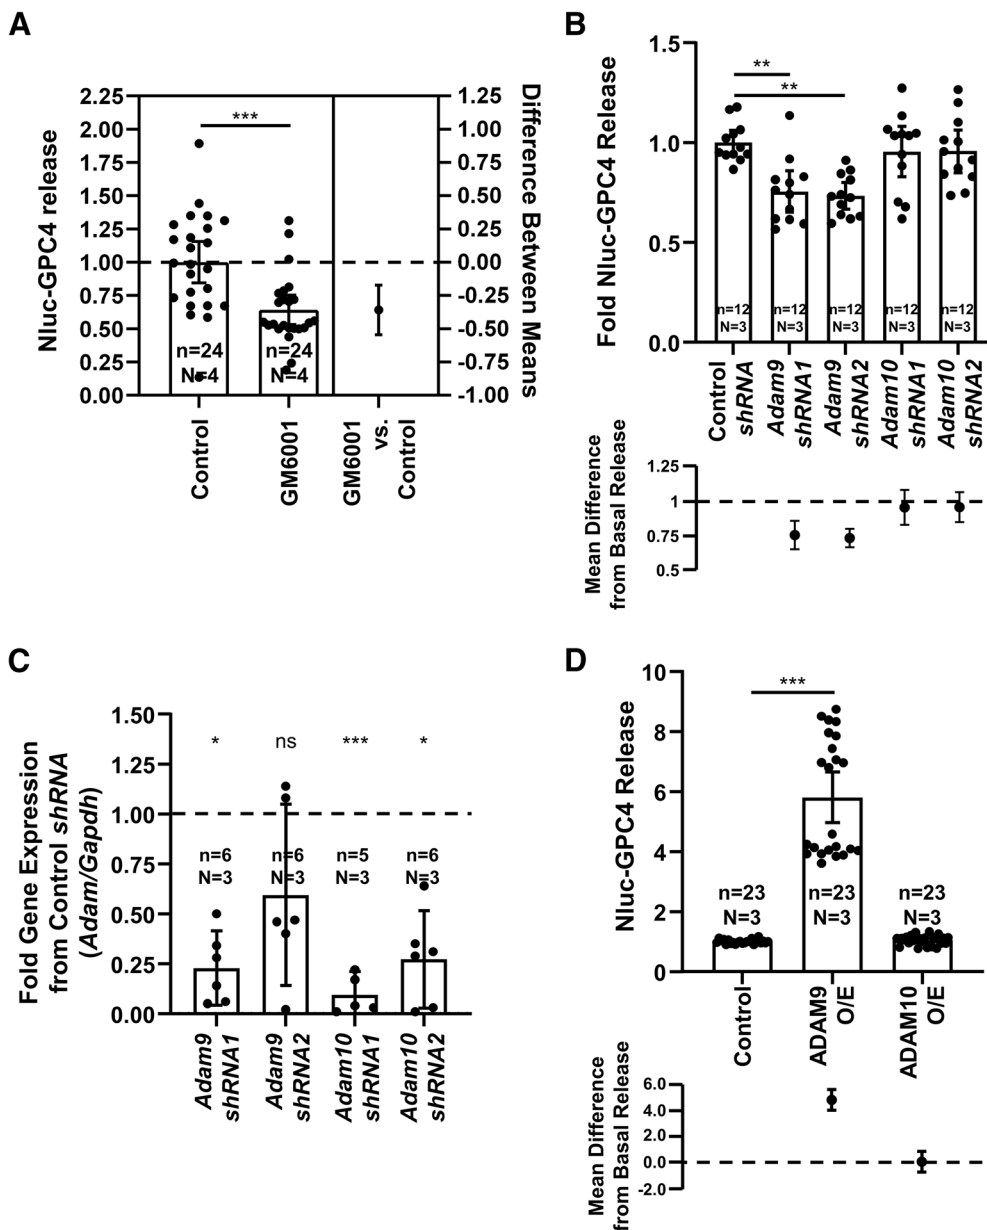 A
Nluc-GPC4 release
2.25
2.00
1.75
1.50
1.25
1.00
0.75
0.50
0.25
0.00
***
n=24
N=4
n=24
N=4
1.25
1.00
0.75
0.50
0.25
0.00
-0.25
-0.50
-0.75
-1.00
Difference Between Means
Control
GM6001
GM6001
vs.
Control
B
Fold Nluc-GPC4 Release
1.5
1.0
0.5
0.0
**
**
n=12
N=3
n=12
N=3
n=12
N=3
n=12
N=3
n=12
N=3
Control
shRNA
Adam9
shRNA1
Adam9
shRNA2
Adam10
shRNA1
Adam10
shRNA2
Mean Difference
from Basal Release
1.25
1
0.75
0.5
C
Fold Gene Expression
from Control shRNA
(Adam/Gapdh)
1.50
1.25
1.00
0.75
0.50
0.25
0.00
*
ns
***
*
n=6
N=3
n=6
N=3
n=5
N=3
n=6
N=3
Adam9
shRNA1
Adam9
shRNA2
Adam10
shRNA1
Adam10
shRNA2
D
Nluc-GPC4 Release
10
8
6
4
2
0
***
n=23
N=3
n=23
N=3
n=23
N=3
Control
ADAM9
O/E
ADAM10
O/E
Mean Difference
from Basal Release
6.0
4.0
2.0
0.0
-2.0